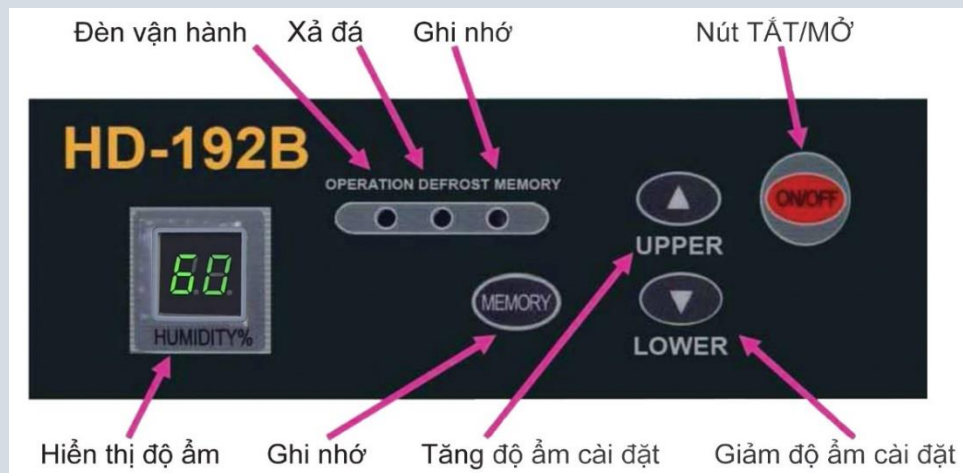 Đèn vận hành Xả đá Ghi nhớ Nút TẮT/MỞ
HD-192B
OPERATION DEFROST MEMORY
ON/OFF
UPPER
60
HUMIDITY%
MEMORY
LOWER
Hiển thị độ ẩm Ghi nhớ Tăng độ ẩm cài đặt Giảm độ ẩm cài đặt